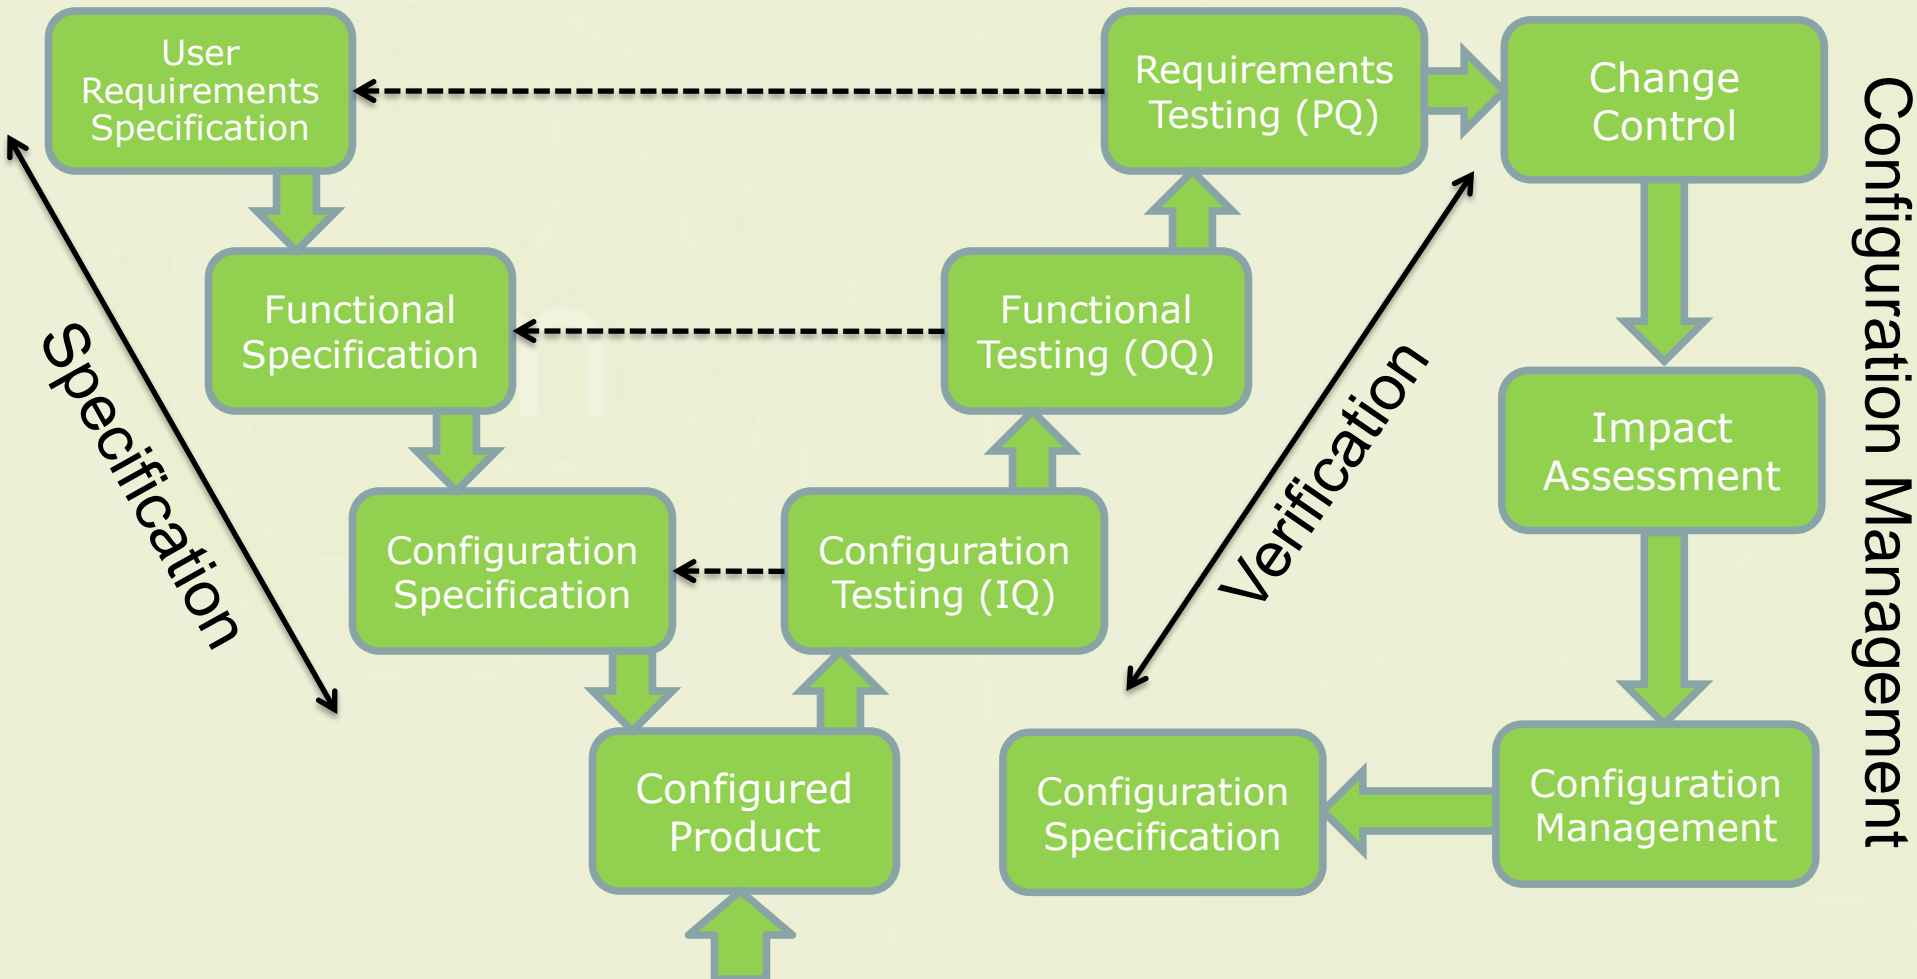 User
Requirements
Specification
Requirements
Testing (PQ)
Change
Control
Functional
Specification
Functional
Testing (OQ)
Impact
Assessment
Configuration
Specification
Configuration
Testing (IQ)
Configured
Product
Configuration
Specification
Configuration
Management
Specification
Verification
Configuration Management